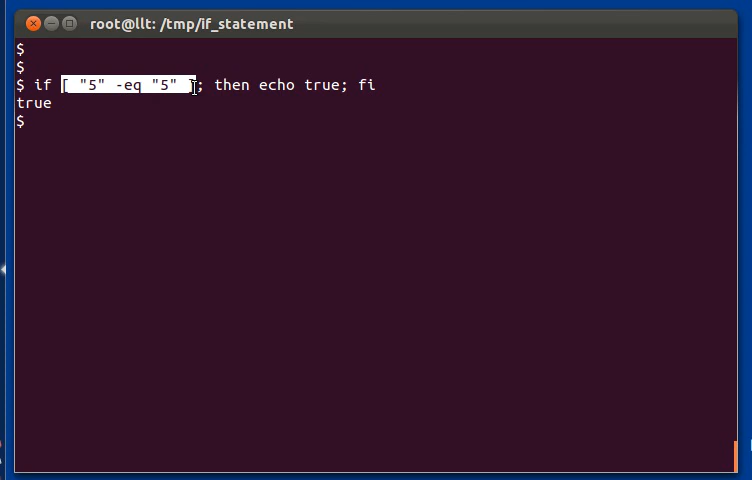 root@llt: /tmp/if_statement
$
$
$ if [ "5" -eq "5" ]; then echo true; fi
true
$